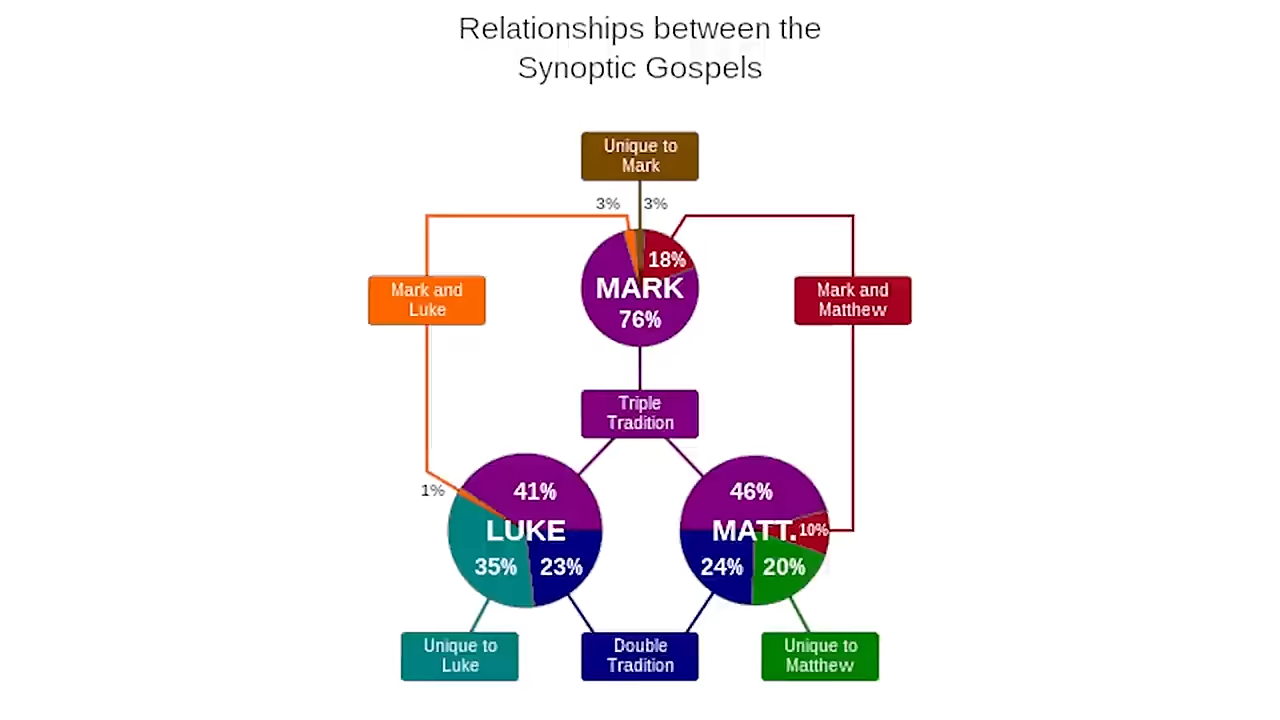 Relationships between the
Synoptic Gospels
Unique to
Mark
3%
3%
18%
MARK
76%
Mark and
Luke
Mark and
Matthew
Triple
Tradition
1%
41%
LUKE
35%
23%
46%
MATT.
10%
24%
20%
Unique to
Luke
Double
Tradition
Unique to
Matthew